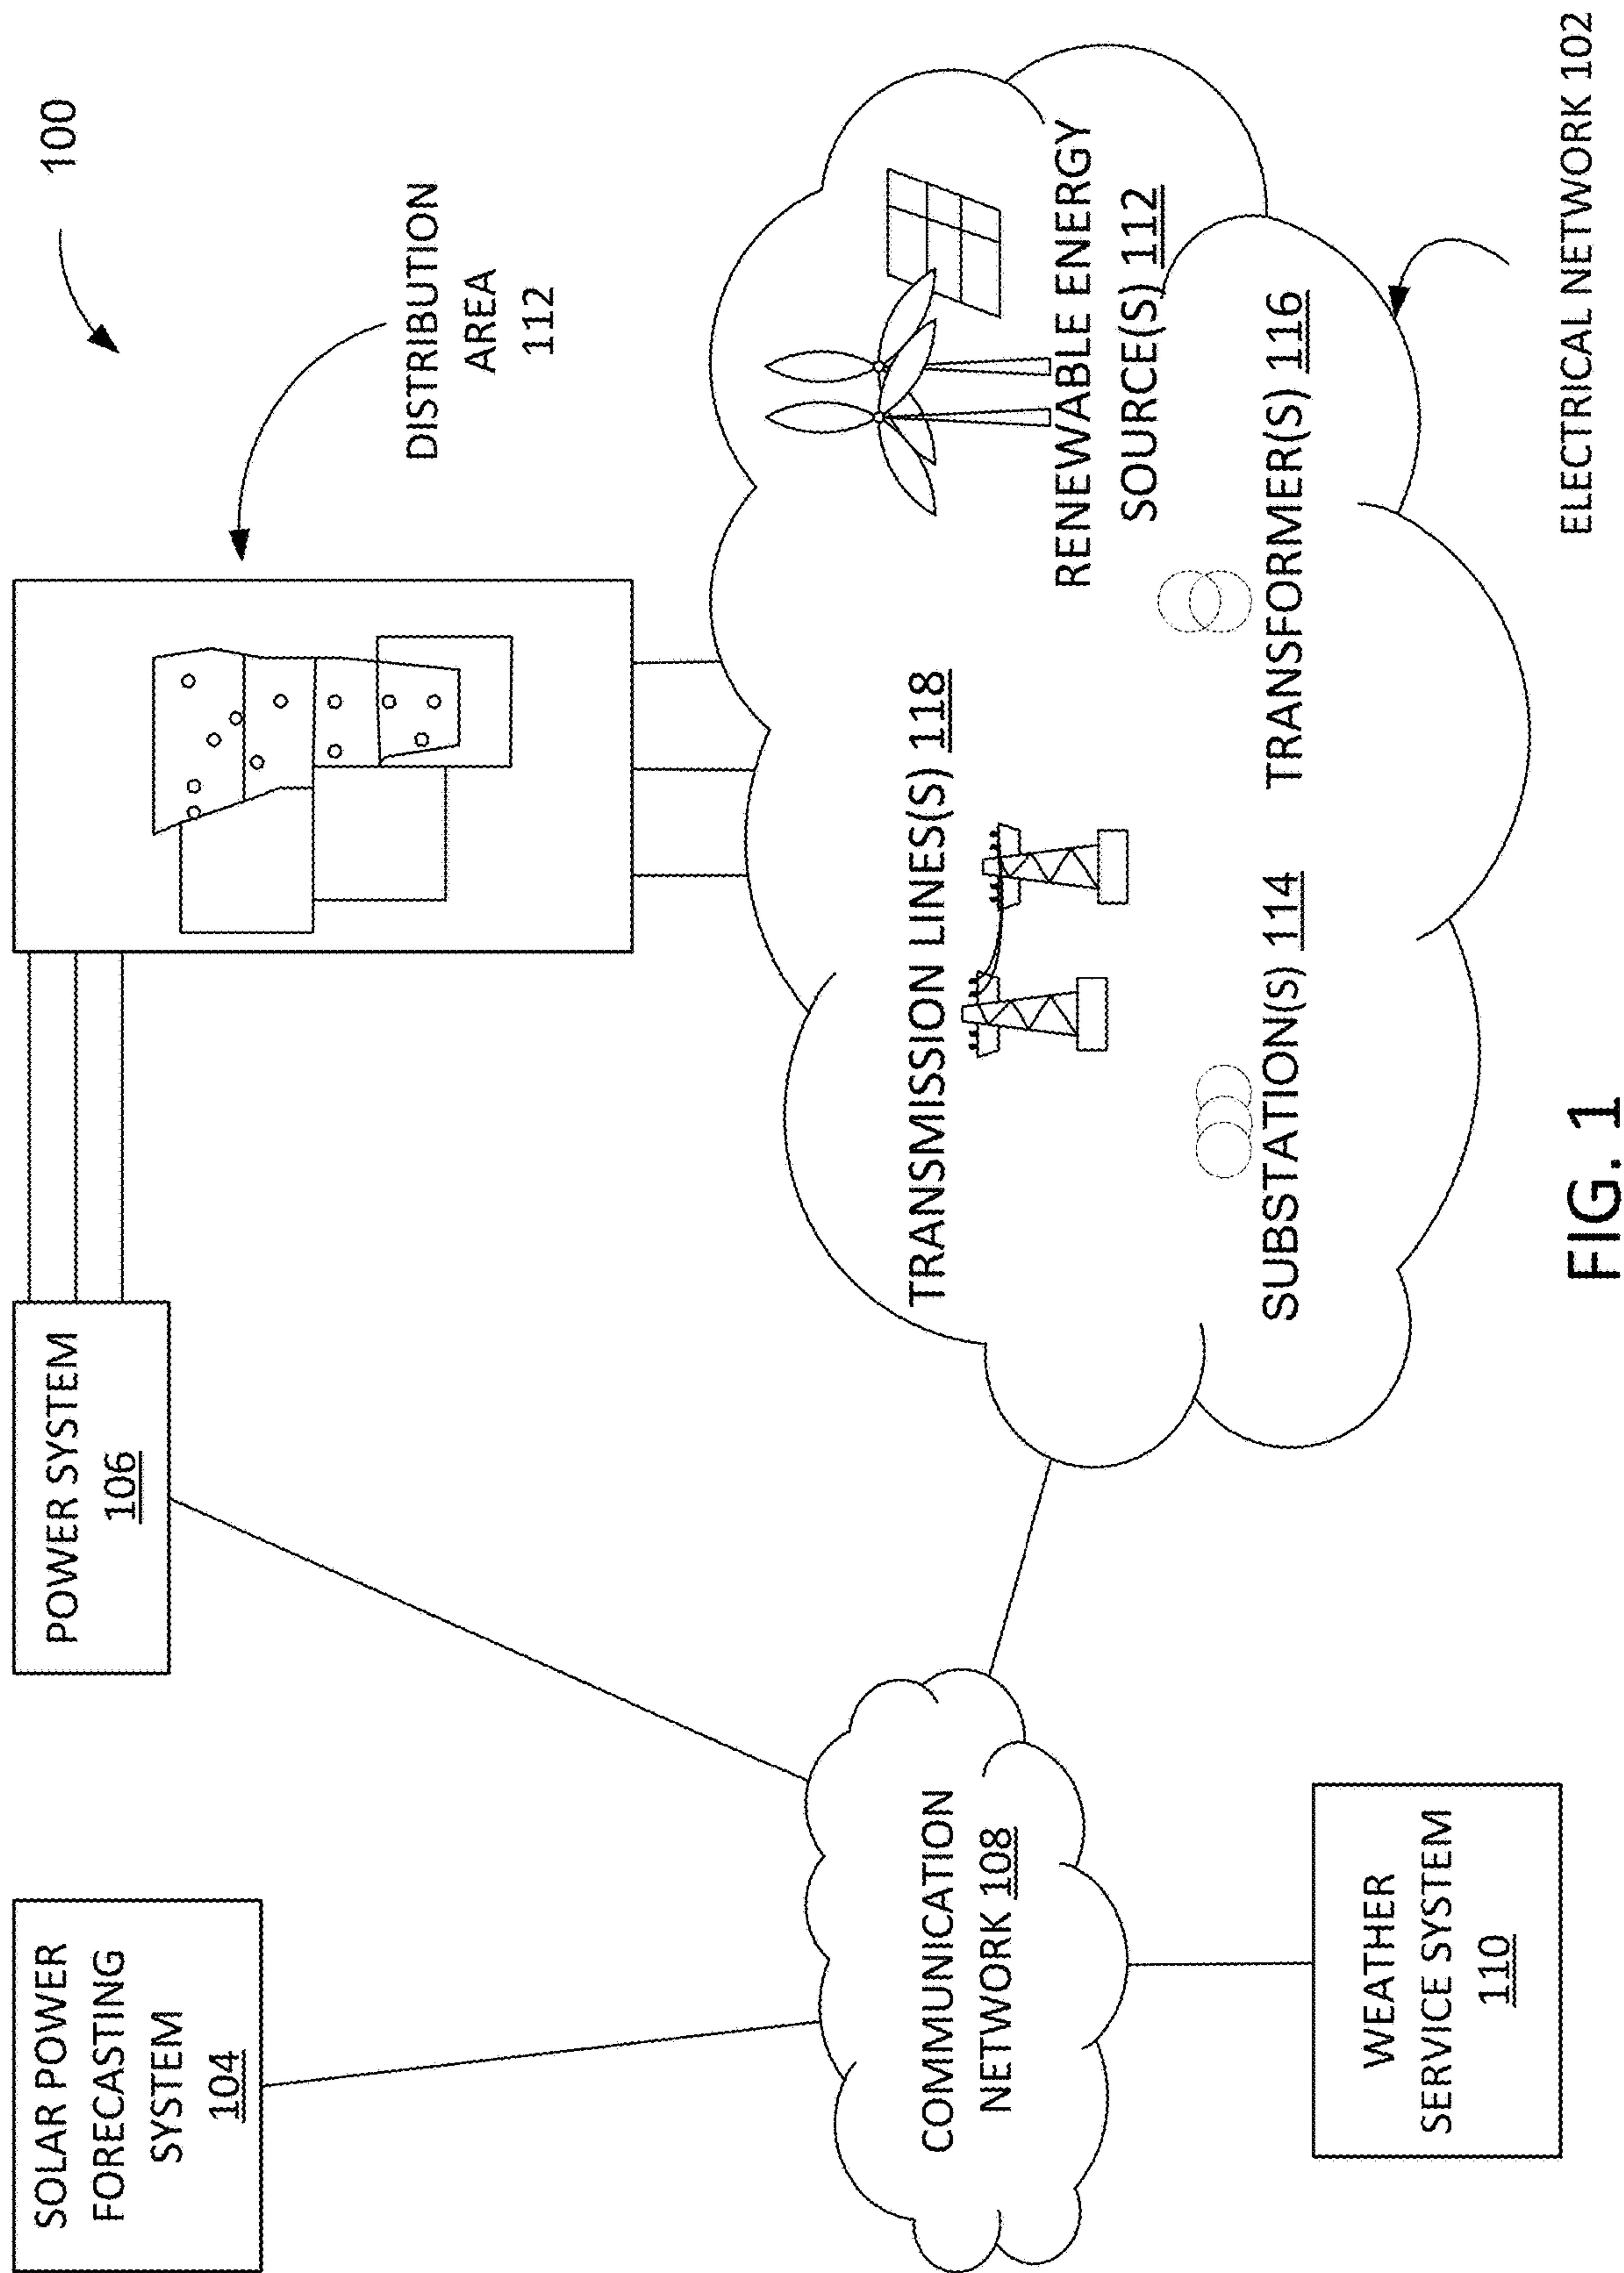 100
SOLAR POWER
FORECASTING
SYSTEM
104
POWER SYSTEM
106
DISTRIBUTION
AREA
112
COMMUNICATION
NETWORK 108
TRANSMISSION LINES(S) 118
RENEWABLE ENERGY
SOURCE(S) 112
SUBSTATION(S) 114
TRANSFORMER(S) 116
WEATHER
SERVICE SYSTEM
110
ELECTRICAL NETWORK 102
FIG. 1